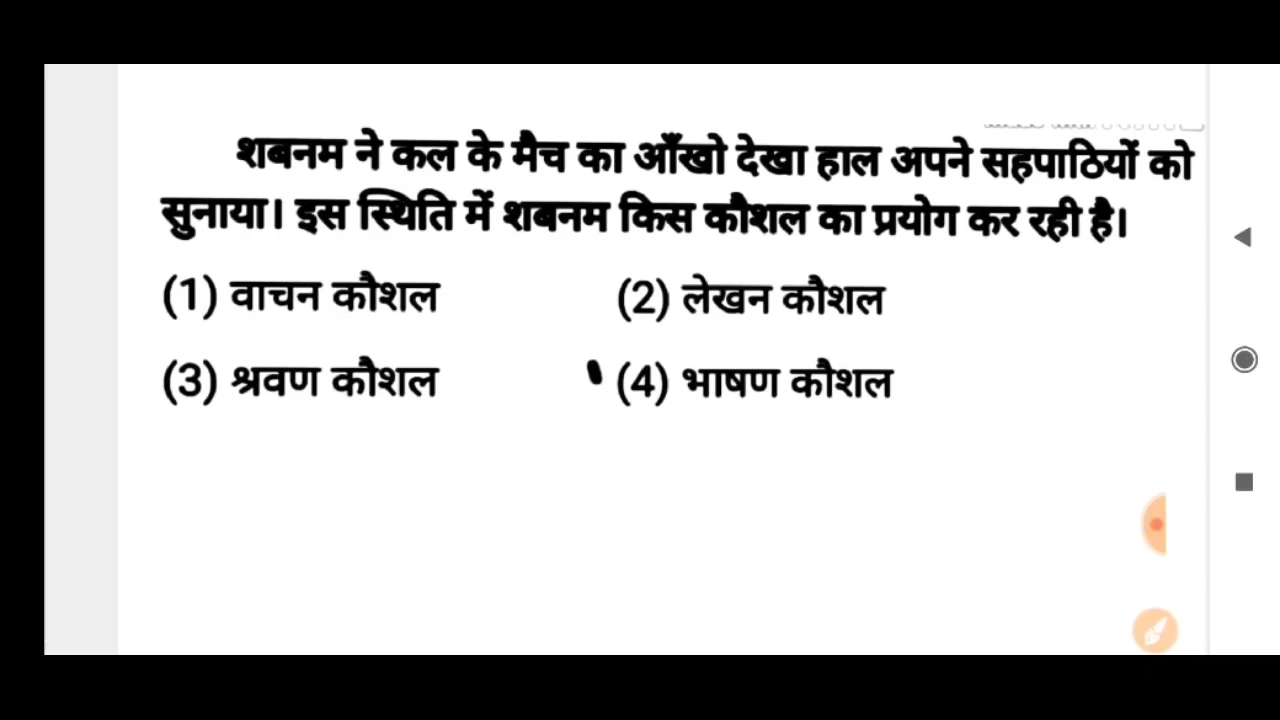 शबनम ने कल के मैच का आँखो देखा हाल अपने सहपाठियों को
सुनाया। इस स्थिति में शबनम किस कौशल का प्रयोग कर रही है।
(1) वाचन कौशल (2) लेखन कौशल
(3) श्रवण कौशल (4) भाषण कौशल